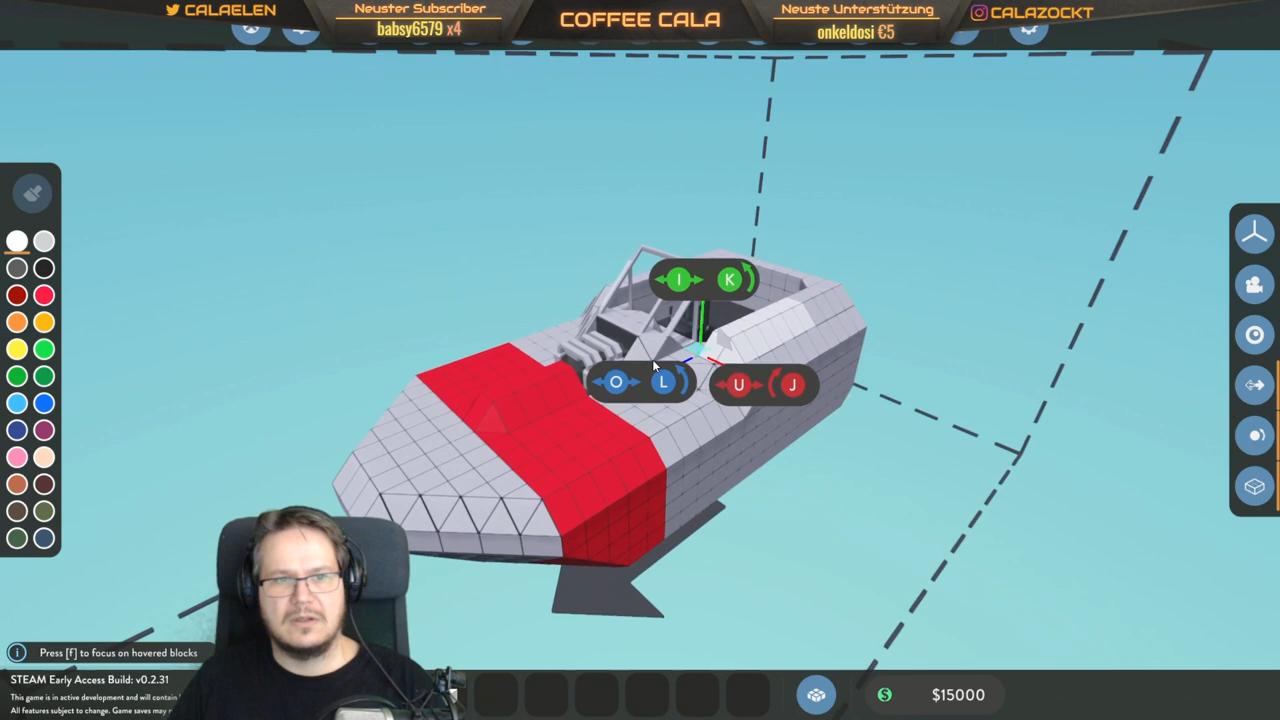 CALAELEN
Neuster Subscriber
babsy6579 x4
COFFEE CALA
Neuste Unterstützung
onkeldosi €5
CALAZOCKT
I
K
O
L
U
J
i
Press [f] to focus on hovered blocks
STEAM Early Access Build: v0.2.31
This game is in active development and will contain
All features subject to change. Game saves may
$
$15000